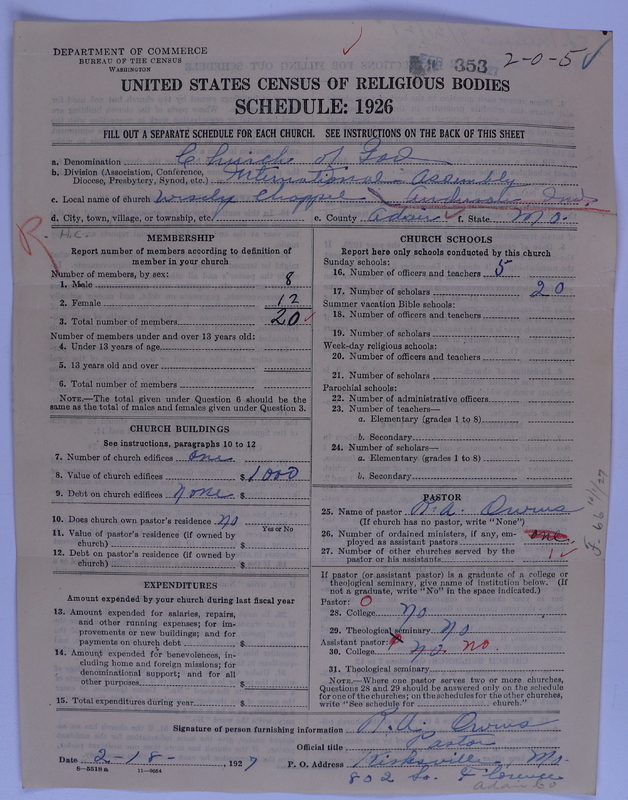 DEPARTMENT OF COMMERCE
BUREAU OF THE CENSUS
WASHINGTON
353
2-0-5
UNITED STATES CENSUS OF RELIGIOUS BODIES
SCHEDULE: 1926
FILL OUT A SEPARATE SCHEDULE FOR EACH CHURCH. SEE INSTRUCTIONS ON THE BACK OF THIS SHEET
a. Denomination Church of God
b. Division (Association, Conference, Diocese, Presbytery, Synod, etc.) International Assembly
c. Local name of church Chappel Ind
d. City, town, village, or township, etc. e. County Adair f. State Mo.
R H.C.
MEMBERSHIP
Report number of members according to definition of
member in your church
Number of members, by sex:
1. Male 8
2. Female 12
3. Total number of members 20
Number of members under and over 13 years old:
4. Under 13 years of age
5. 13 years old and over
6. Total number of members
NOTE.—The total given under Question 6 should be
same as the total of males and females given under Question 3.
CHURCH BUILDINGS
See instructions, paragraphs 10 to 12
7. Number of church edifices one
8. Value of church edifices $1000
9. Debt on church edifices none $
10. Does church own pastor's residence no
Yes or No
11. Value of pastor's residence (if owned by
church) $
12. Debt on pastor's residence (if owned by
church) $
EXPENDITURES
Amount expended by your church during last fiscal year
13. Amount expended for salaries, repairs,
and other running expenses; for im-
provements or new buildings; and for
payments on church debt $
14. Amount expended for benevolences, in-
cluding home and foreign missions; for
denominational support; and for all
other purposes $
15. Total expenditures during year $
CHURCH SCHOOLS
Report here only schools conducted by this church
Sunday schools:
16. Number of officers and teachers 5
17. Number of scholars 20
Summer vacation Bible schools:
18. Number of officers and teachers
19. Number of scholars
Week-day religious schools:
20. Number of officers and teachers
21. Number of scholars
Parochial schools:
22. Number of administrative officers
23. Number of teachers—
a. Elementary (grades 1 to 8)
b. Secondary
24. Number of scholars—
a. Elementary (grades 1 to 8)
b. Secondary
PASTOR
25. Name of pastor R.A. Owens
(If church has no pastor, write "None")
26. Number of ordained ministers, if any, em-
ployed as assistant pastors one
27. Number of other churches served by the
pastor or his assistants 1
If pastor (or assistant pastor) is a graduate of a college or
theological seminary, give name of institution below. (If
not a graduate, write "No" in the space indicated.)
Pastor: O
28. College no
29. Theological seminary no
Assistant pastor:
30. College no. no
31. Theological seminary
NOTE.—Where one pastor serves two or more churches,
Questions 28 and 29 should be answered only on the schedule
for one of the churches; on the schedules for the other churches,
write "See schedule for church."
Signature of person furnishing information R.A. Owens
Official title Pastor
Date 2-18- 1927 P. O. Address Kirksville, Mo.
8—5518a 11—9664 802 So. Florence
Adair Co